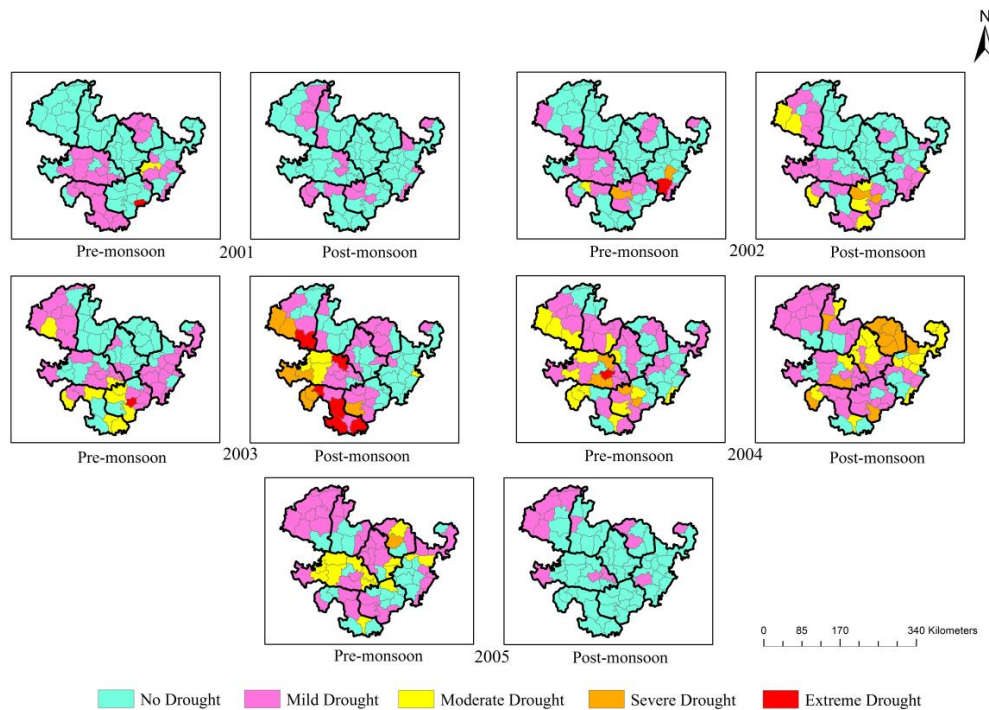 N
Pre-monsoon
2001
Post-monsoon
Pre-monsoon
2002
Post-monsoon
Pre-monsoon
2003
Post-monsoon
Pre-monsoon
2004
Post-monsoon
Pre-monsoon
2005
Post-monsoon
0 85 170 340 Kilometers
No Drought Mild Drought Moderate Drought Severe Drought Extreme Drought